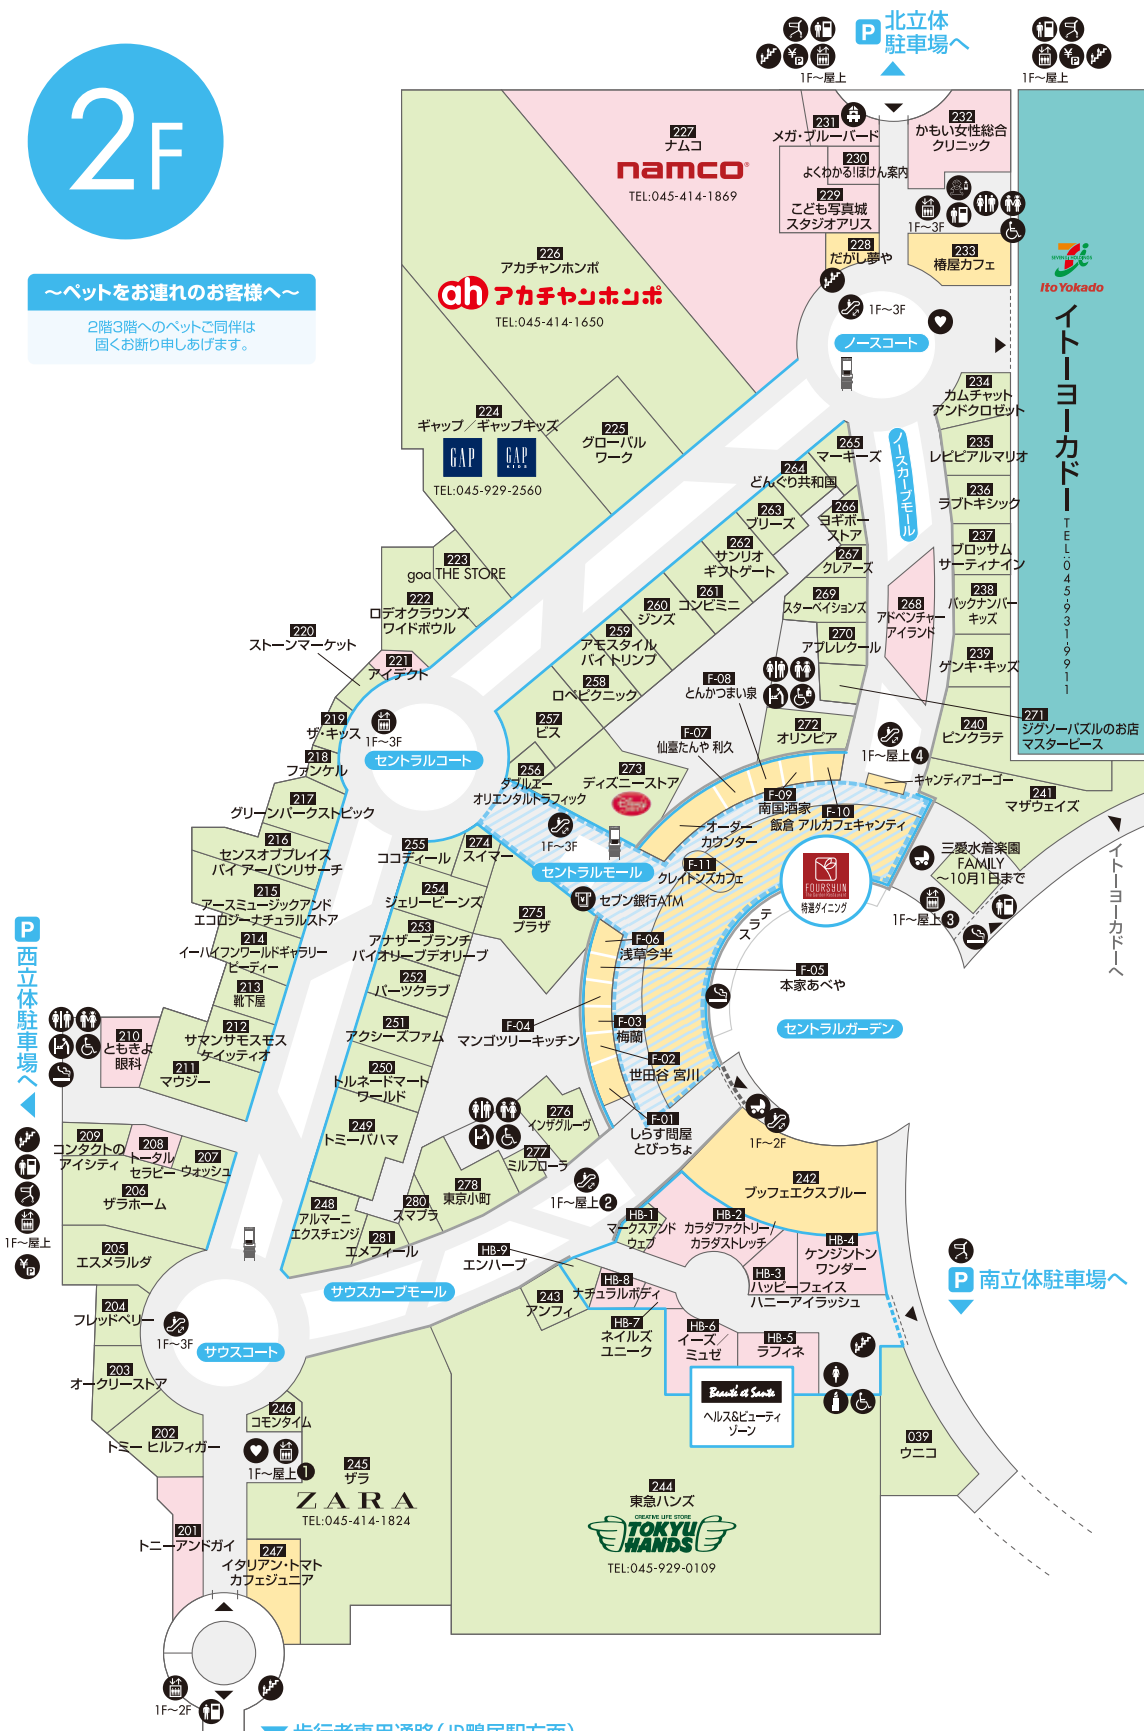 2F
~ペットをお連れのお客様へ~
2階3階へのペットご同伴は
固くお断り申しあげます。
P 北立体
駐車場へ
1F~屋上
1F~屋上
227
ナムコ
namco
TEL:045-414-1869
231
メガ・ブルーバード
230
よくわかる!ほけん案内
229
こども写真城
スタジオアリス
228
だがし夢や
232
かもい女性総合
クリニック
1F~3F
233
椿屋カフェ
226
アカチャンホンポ
ah アカチャンホンポ
TEL:045-414-1650
1F~3F
ノースコート
SEVEN & i HOLDINGS
Ito Yokado
イトーヨーカドー
TEL:045-931-9911
224
ギャップ/ギャップキッズ
GAP
GAP
KIDS
TEL:045-929-2560
225
グローバル
ワーク
234
カムチャット
アンドクロゼット
235
レピピアルマリオ
236
ラブトキシック
237
ブロッサム
サーティナイン
238
バックナンバー
キッズ
239
ゲンキ・キッズ
240
ピンクラテ
241
マザウェイズ
ノースカーブモール
265
マーキーズ
264
どんぐり共和国
263
ブリーズ
262
サンリオ
ギフトゲート
261
コンビミニ
260
ジンズ
259
アモスタイル
バイ トリンプ
258
ロペピクニック
257
ビス
256
ダブルエー
オリエンタルトラフィック
266
ヨギボー
ストア
267
クレアーズ
269
スターベイションズ
270
アプレレクール
268
アドベンチャー
アイランド
271
ジグソーパズルのお店
マスターピース
272
オリンピア
273
ディズニーストア
223
goa THE STORE
222
ロデオクラウンズ
ワイドボウル
221
アイデクト
220
ストーンマーケット
219
ザ・キッス
218
ファンケル
217
グリーンパークストピック
216
センスオブプレイス
バイ アーバンリサーチ
215
アースミュージックアンド
エコロジーナチュラルストア
214
イーハイフンワールドギャラリー
ビーディー
213
靴下屋
212
サマンサモスモス
ケイッティオ
211
マウジー
210
ともきよ
眼科
1F~3F
セントラルコート
F-08
とんかつまい泉
F-07
仙臺たんや 利久
F-09
南国酒家
F-10
飯倉 アルカフェキャンティ
1F~屋上4
キャンディアゴーゴー
オーダー
カウンター
F-11
クレイトンズカフェ
1F~3F
セントラルモール
セブン銀行ATM
FOURSHUN
特選ダイニング
テラス
三愛水着楽園
FAMILY
~10月1日まで
1F~屋上3
イトーヨーカドーへ
274
スイマー
275
プラザ
255
ココディール
254
ジェリービーンズ
253
アナザーブランチ
バイオリーブデオリーブ
252
パーツクラブ
251
アクシーズファム
250
トルネードマート
ワールド
249
トミーバハマ
248
アルマーニ
エクスチェンジ
F-06
浅草今半
F-05
本家あべや
F-04
マンゴツリーキッチン
F-03
梅蘭
F-02
世田谷 宮川
F-01
しらす問屋
とびっちょ
セントラルガーデン
1F~2F
P
西立体駐車場へ
1F~屋上
209
コンタクトの
アイシティ
208
トータル
セラピー
207
ウォッシュ
206
ザラホーム
205
エスメラルダ
204
フレッドペリー
203
オークリーストア
202
トミー ヒルフィガー
201
トニーアンドガイ
276
インザグルーヴ
277
ミルフローラ
278
東京小町
280
スマプラ
281
エメフィール
1F~屋上2
サウスカーブモール
1F~3F
サウスコート
242
ブッフェエクスブルー
HB-1
マークスアンド
ウェブ
HB-2
カラダファクトリー/
カラダストレッチ
HB-4
ケンジントン
ワンダー
HB-3
ハッピーフェイス
ハニーアイラッシュ
HB-9
エンハーブ
HB-8
ナチュラルボディ
HB-7
ネイルズ
ユニーク
HB-6
イーズ/
ミュゼ
HB-5
ラフィネ
243
アンフィ
Beauté et Santé
ヘルス&ビューティ
ゾーン
P 南立体駐車場へ
039
ウニコ
246
コモンタイム
1F~屋上1
245
ザラ
ZARA
TEL:045-414-1824
244
東急ハンズ
CREATIVE LIFE STORE
TOKYU
HANDS
TEL:045-929-0109
247
イタリアン・トマト
カフェジュニア
1F~2F
歩行者専用通路(JR鴨居駅方面)